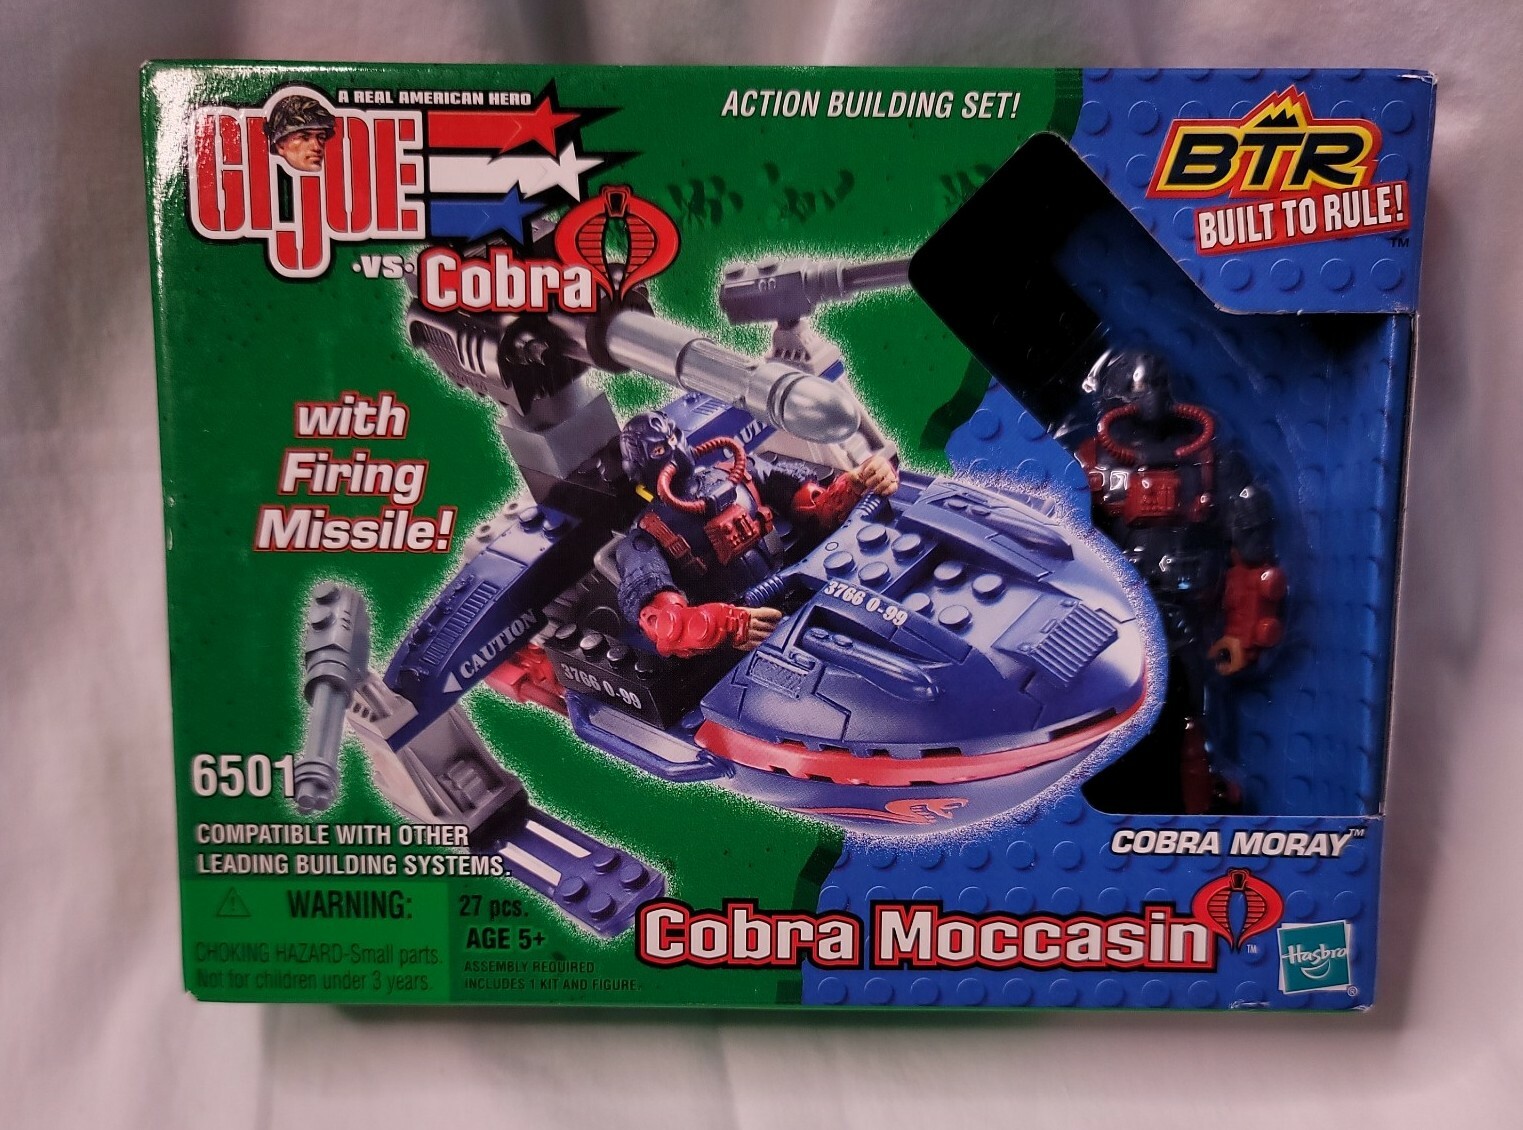 A REAL AMERICAN HERO
GI JOE
·VS· Cobra
ACTION BUILDING SET!
BTR
BUILT TO RULE!
TM
with
Firing
Missile!
CAUTION
3766 0-99
3766 0-99
6501
COMPATIBLE WITH OTHER
LEADING BUILDING SYSTEMS.
WARNING:
CHOKING HAZARD-Small parts.
Not for children under 3 years.
27 pcs.
AGE 5+
ASSEMBLY REQUIRED
INCLUDES 1 KIT AND FIGURE.
COBRA MORAY™
Cobra Moccasin™
Hasbro®